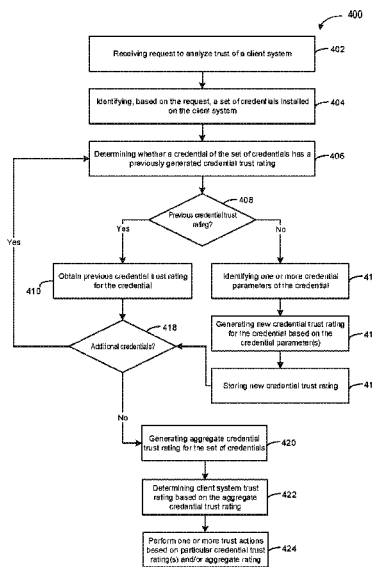 400
Receiving request to analyze trust of a client system
402
Identifying, based on the request, a set of credentials installed
on the client system
404
Determining whether a credential of the set of credentials has a
previously generated credential trust rating
406
408
Previous credential trust
rating?
Yes
Yes
No
410
Obtain previous credential trust rating
for the credential
Identifying one or more credential
parameters of the credential
41
418
Additional credentials?
Generating new credential trust rating
for the credential based on the
credential parameter(s)
41
Storing new credential trust rating
41
No
Generating aggregate credential
trust rating for the set of credentials
420
Determining client system trust
rating based on the aggregate
credential trust rating
422
Perform one or more trust actions
based on particular credential trust
rating(s) and/or aggregate rating
424